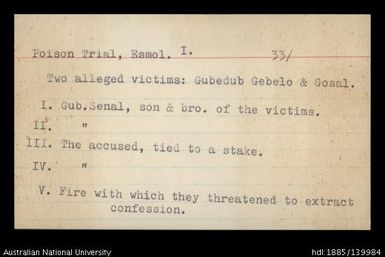 Poison Trial, Esmol. I. 33/
Two alleged victims: Gubedub Gebelo & Gosal.
I. Gub.Senal, son & bro. of the victims.
II. "
III. The accused, tied to a stake.
IV. "
V. Fire with which they threatened to extract
confession.
Australian National University
hdl:1885/139984